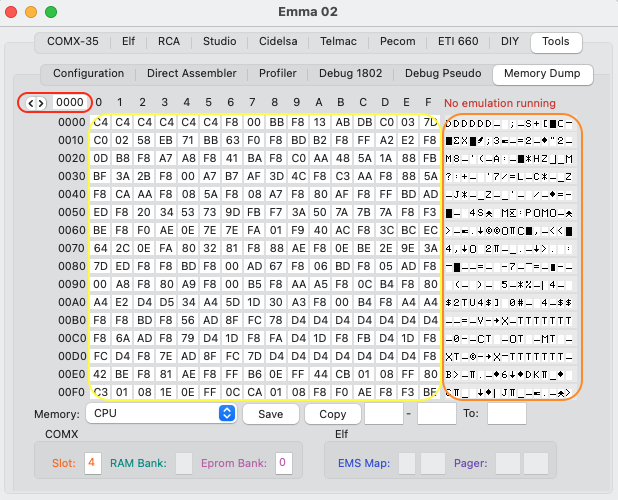 Emma 02
COMX-35 Elf RCA Studio Cidelsa Telmac Pecom ETI 660 DIY Tools
Configuration Direct Assembler Profiler Debug 1802 Debug Pseudo Memory Dump
0000 0 1 2 3 4 5 6 7 8 9 A B C D E F No emulation running
0000 C4 C4 C4 C4 C4 C4 F8 00 BB F8 13 AB DB C0 03 7D
0010 C0 02 58 EB 71 BB 63 F0 F8 BD B2 F8 FF A2 E2 F8
0020 0D B8 F8 A7 A8 F8 41 BA F8 C0 AA 48 5A 1A 88 FB
0030 BF 3A 2B F8 00 A7 B7 AF 3D 4C F8 C3 AA F8 88 5A
0040 F8 CA AA F8 08 5A F8 08 A7 F8 80 AF F8 FF BD AD
0050 ED F8 20 34 53 73 9D FB F7 3A 50 7A 7B 7A F8 F3
0060 BE F8 F0 AE 0E 7E 7E FA 01 F9 40 AC F8 3C BC EC
0070 64 2C 0E FA 80 32 81 F8 88 AE F8 0E BE 2E 9E 3A
0080 7D ED F8 F8 BD F8 00 AD 67 F8 06 BD F8 05 AD F8
0090 00 A8 F8 80 A9 F8 00 B5 F8 AA A5 F8 0C B4 F8 80
00A0 A4 E2 D4 D5 34 A4 5D 1D 30 A3 F8 00 B4 F8 A4 A4
00B0 F8 F8 BD F8 56 AD 8F FC 78 D4 D4 D4 D4 D4 D4 F8
00C0 F8 6A AD F8 79 D4 1D F8 FA D4 1D F8 FB D4 1D F8
00D0 FC D4 F8 7E AD 8F FC 7D D4 D4 D4 D4 D4 D4 D4 F8
00E0 42 BE F8 81 AE F8 FF B6 0E FF 44 CB 01 08 FF 80
00F0 C3 01 08 1E 0E FF 0C CA 01 08 F8 F0 AE F8 F3 BE
Memory: CPU Save Copy - To:
COMX Elf
Slot: 4 RAM Bank: Eprom Bank: 0 EMS Map: Pager: